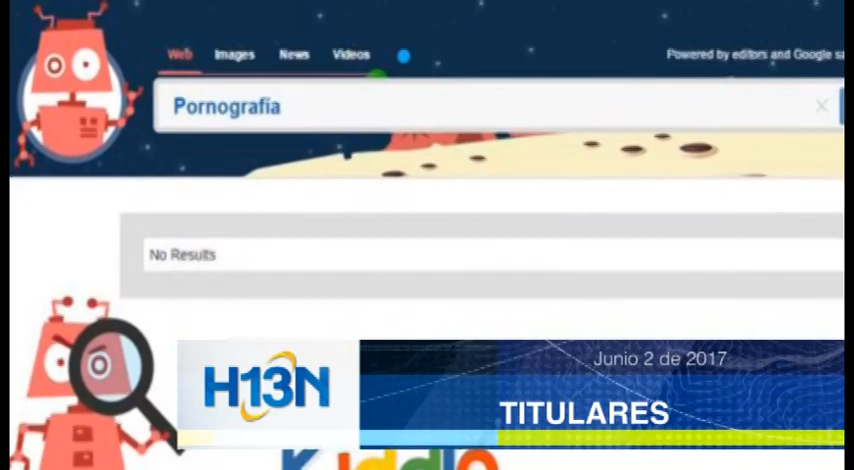 Web Images News Videos
Powered by editors and Google sa
Pornografía
No Results
Junio 2 de 2017
H13N
TITULARES
Kiddle